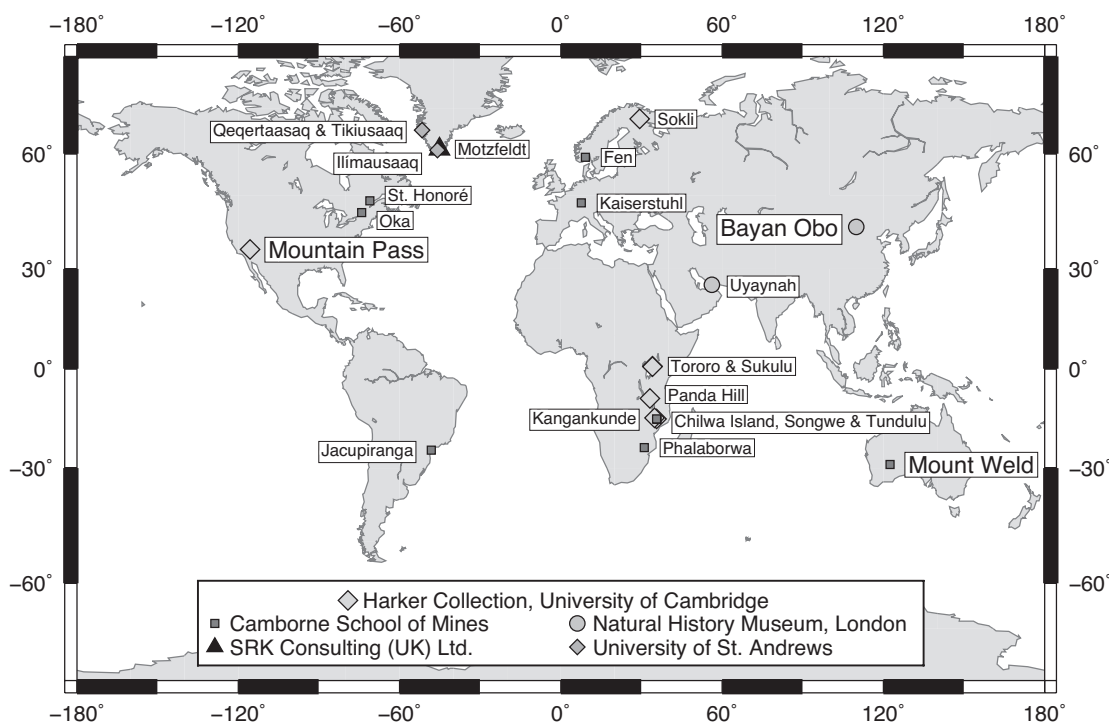 −180° −120° −60° 0° 60° 120° 180°
Qeqertaasaq & Tikiusaaq
Sokli
60° Ilímausaaq Motzfeldt Fen 60°
St. Honoré
Kaiserstuhl
Oka
Bayan Obo
Mountain Pass
30° 30°
Uyaynah
0° Tororo & Sukulu 0°
Panda Hill
Kangankunde Chilwa Island, Songwe & Tundulu
Jacupiranga Phalaborwa
−30° Mount Weld −30°
−60° −60°
Harker Collection, University of Cambridge
Camborne School of Mines Natural History Museum, London
SRK Consulting (UK) Ltd. University of St. Andrews
−180° −120° −60° 0° 60° 120° 180°